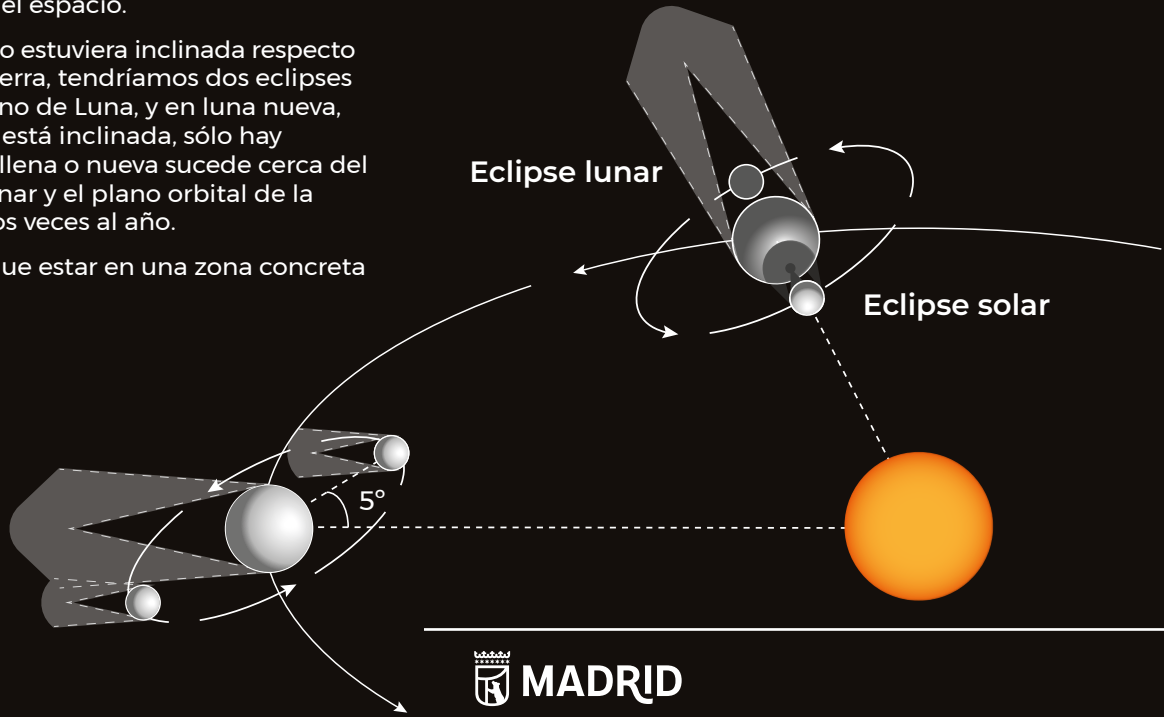 el espacio.
o estuviera inclinada respecto
erra, tendríamos dos eclipses
no de Luna, y en luna nueva,
está inclinada, sólo hay
llena o nueva sucede cerca del
nar y el plano orbital de la
os veces al año.
ue estar en una zona concreta
Eclipse lunar
Eclipse solar
5º
MADRID